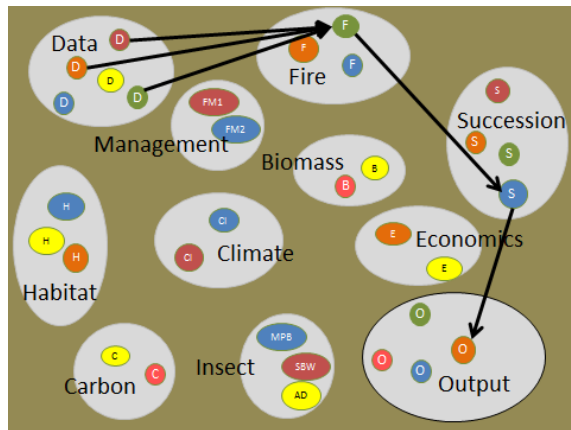 Data
D
D
D
D
D
F
F
F
Fire
FM1
FM2
Management
S
Succession
S
S
S
Biomass
B
B
H
H
H
Habitat
Cl
Cl
Climate
E
Economics
E
C
C
Carbon
MPB
Insect
SBW
AD
O
O
O
O
Output